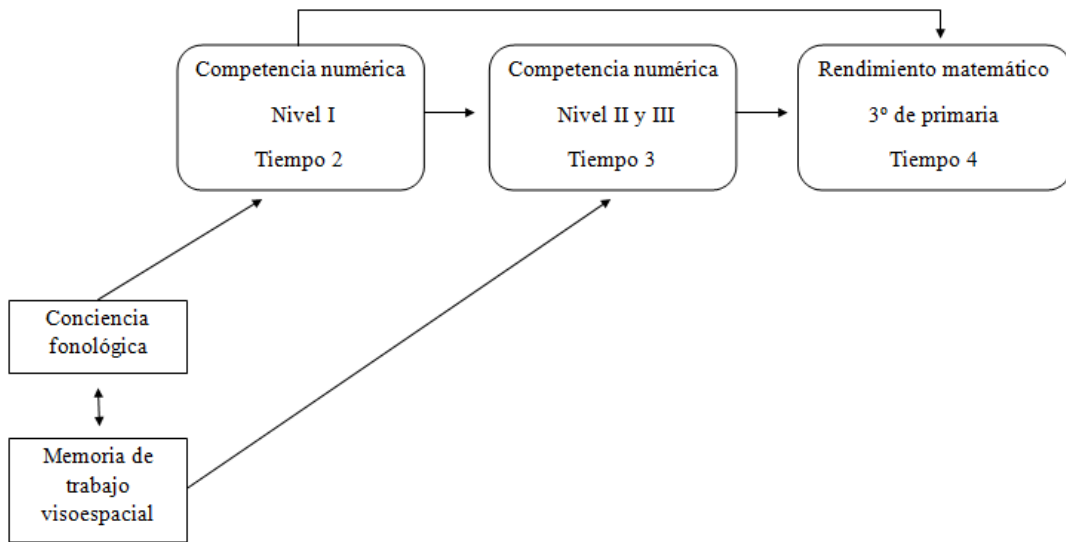 Competencia numérica
Nivel I
Tiempo 2
Competencia numérica
Nivel II y III
Tiempo 3
Rendimiento matemático
3º de primaria
Tiempo 4
Conciencia
fonológica
Memoria de
trabajo
visoespacial